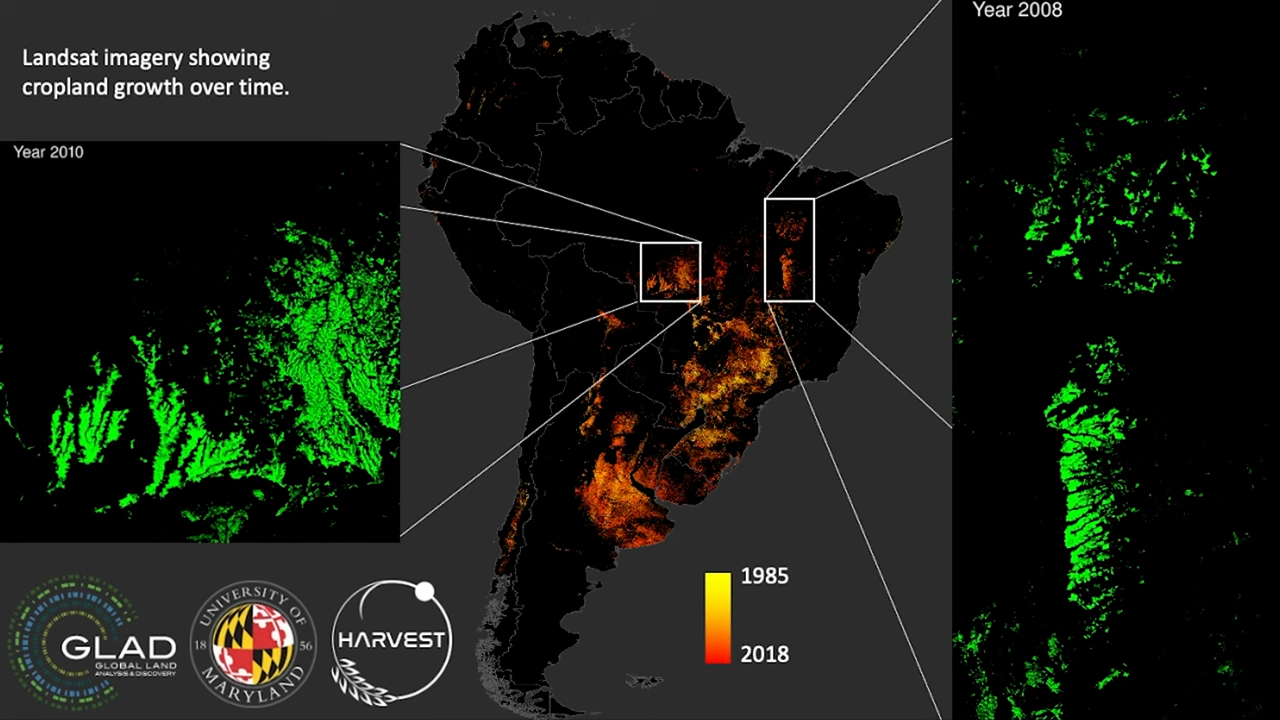 Landsat imagery showing
cropland growth over time.
Year 2010
Year 2008
1985
2018
GLAD
GLOBAL LAND
ANALYSIS & DISCOVERY
UNIVERSITY OF
18 56
MARYLAND
HARVEST